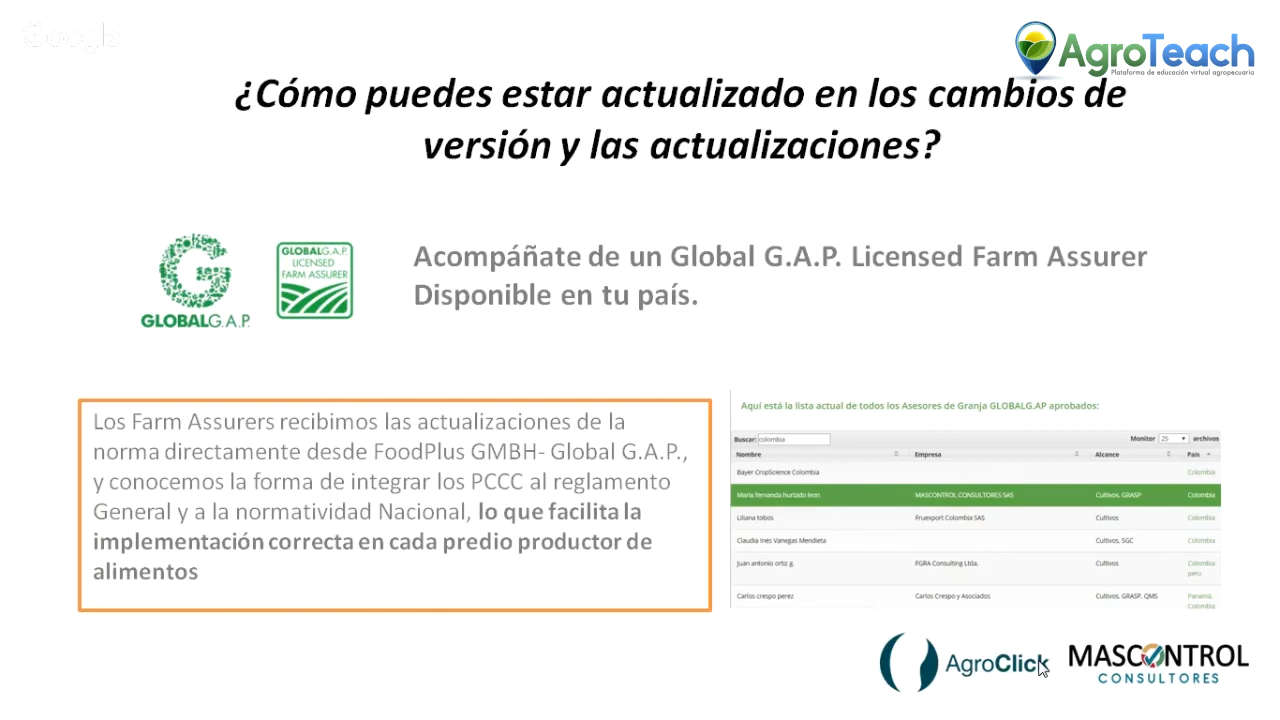 Google
AgroTeach
Plataforma de educación virtual agropecuaria
¿Cómo puedes estar actualizado en los cambios de
versión y las actualizaciones?
GLOBALG.A.P.
GLOBALG.A.P.
LICENSED
FARM ASSURER
Acompáñate de un Global G.A.P. Licensed Farm Assurer
Disponible en tu país.
Los Farm Assurers recibimos las actualizaciones de la
norma directamente desde FoodPlus GMBH- Global G.A.P.,
y conocemos la forma de integrar los PCCC al reglamento
General y a la normatividad Nacional, lo que facilita la
implementación correcta en cada predio productor de
alimentos
Aquí está la lista actual de todos los Asesores de Granja GLOBALG.AP aprobados:
Buscar: colombia Monitor 25 archivos
Nombre Empresa Alcance País
Bayer CropScience Colombia Colombia
Maria fernanda hurtado leon MASCONTROL CONSULTORES SAS Cultivos, GRASP Colombia
Liliana tobos Fruexport Colombia SAS Cultivos Colombia
Claudia Inés Vanegas Mendieta Cultivos, SGC Colombia
Juan antonio ortiz g. FGRA Consulting Ltda. Cultivos Colombia
peru
Carlos crespo perez Carlos Crespo y Asociados Cultivos, GRASP, QMS Panamá,
Colombia
AgroClick
MASCONTROL
CONSULTORES